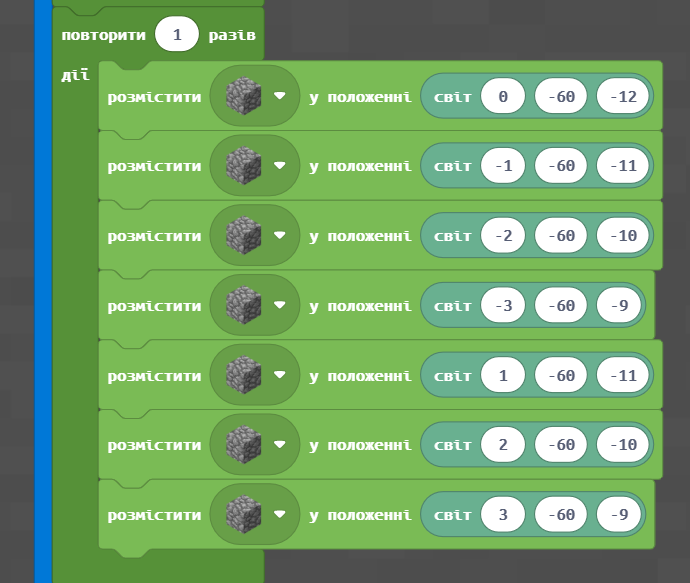 повторити 1 разів
дії
розмістити у положенні світ 0 -60 -12
розмістити у положенні світ -1 -60 -11
розмістити у положенні світ -2 -60 -10
розмістити у положенні світ -3 -60 -9
розмістити у положенні світ 1 -60 -11
розмістити у положенні світ 2 -60 -10
розмістити у положенні світ 3 -60 -9